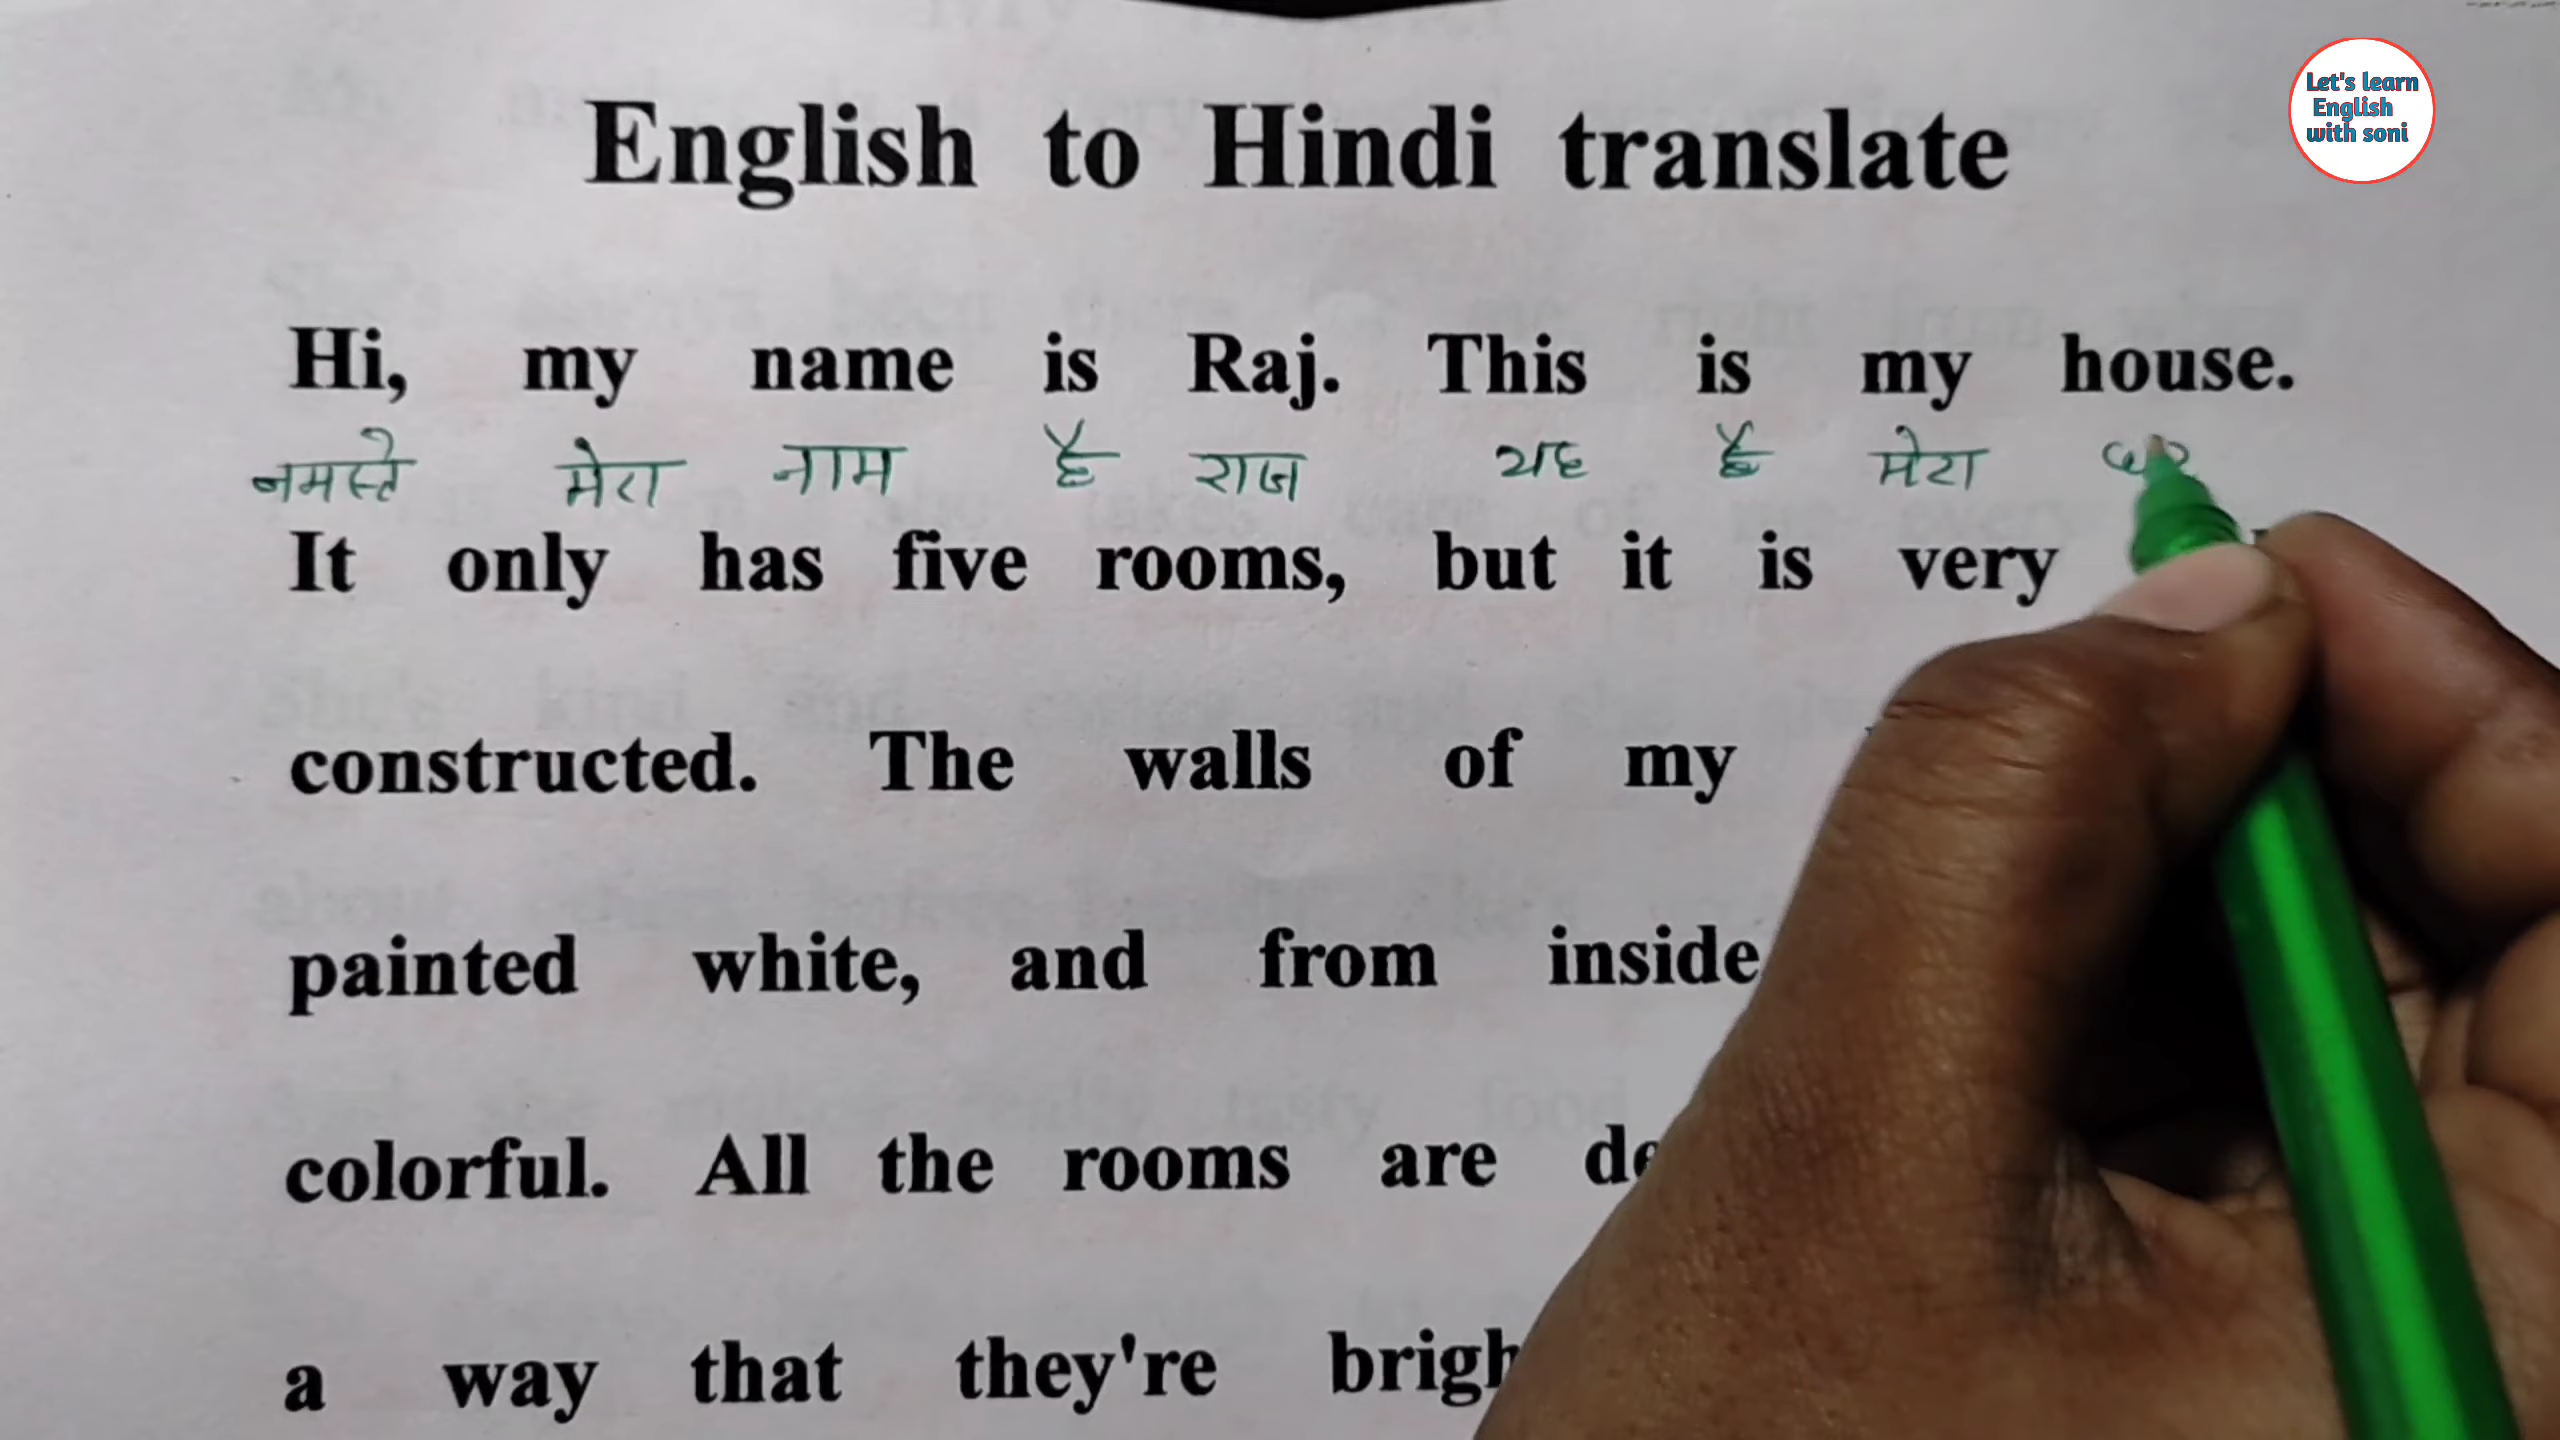 Let's learn
English
with soni
English to Hindi translate
Hi, my name is Raj. This is my house.
नमस्ते मेरा नाम है राज यह है मेरा घर
It only has five rooms, but it is very
constructed. The walls of my
painted white, and from inside
colorful. All the rooms are
a way that they're